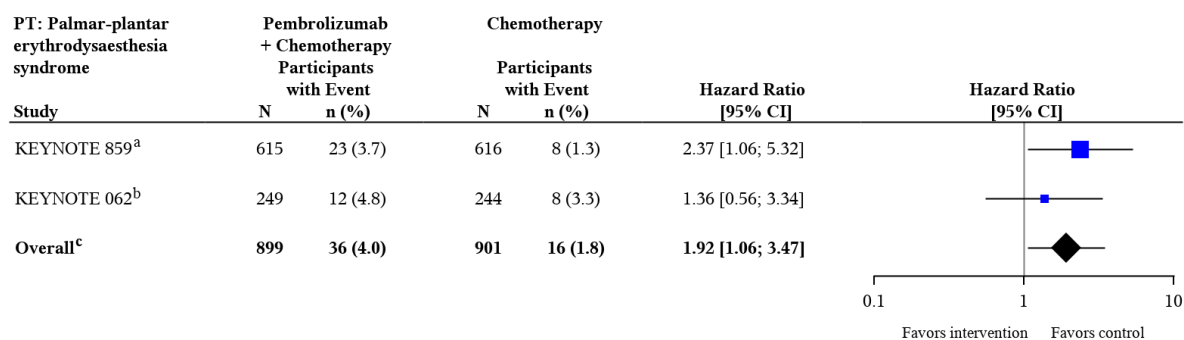 PT: Palmar-plantar Pembrolizumab Chemotherapy
erythrodysaesthesia + Chemotherapy
syndrome Participants Participants
with Event with Event Hazard Ratio Hazard Ratio
Study N n (%) N n (%) [95% CI] [95% CI]
KEYNOTE 859a 615 23 (3.7) 616 8 (1.3) 2.37 [1.06; 5.32]
KEYNOTE 062b 249 12 (4.8) 244 8 (3.3) 1.36 [0.56; 3.34]
Overallc 899 36 (4.0) 901 16 (1.8) 1.92 [1.06; 3.47]
0.1 1 10
Favors intervention Favors control